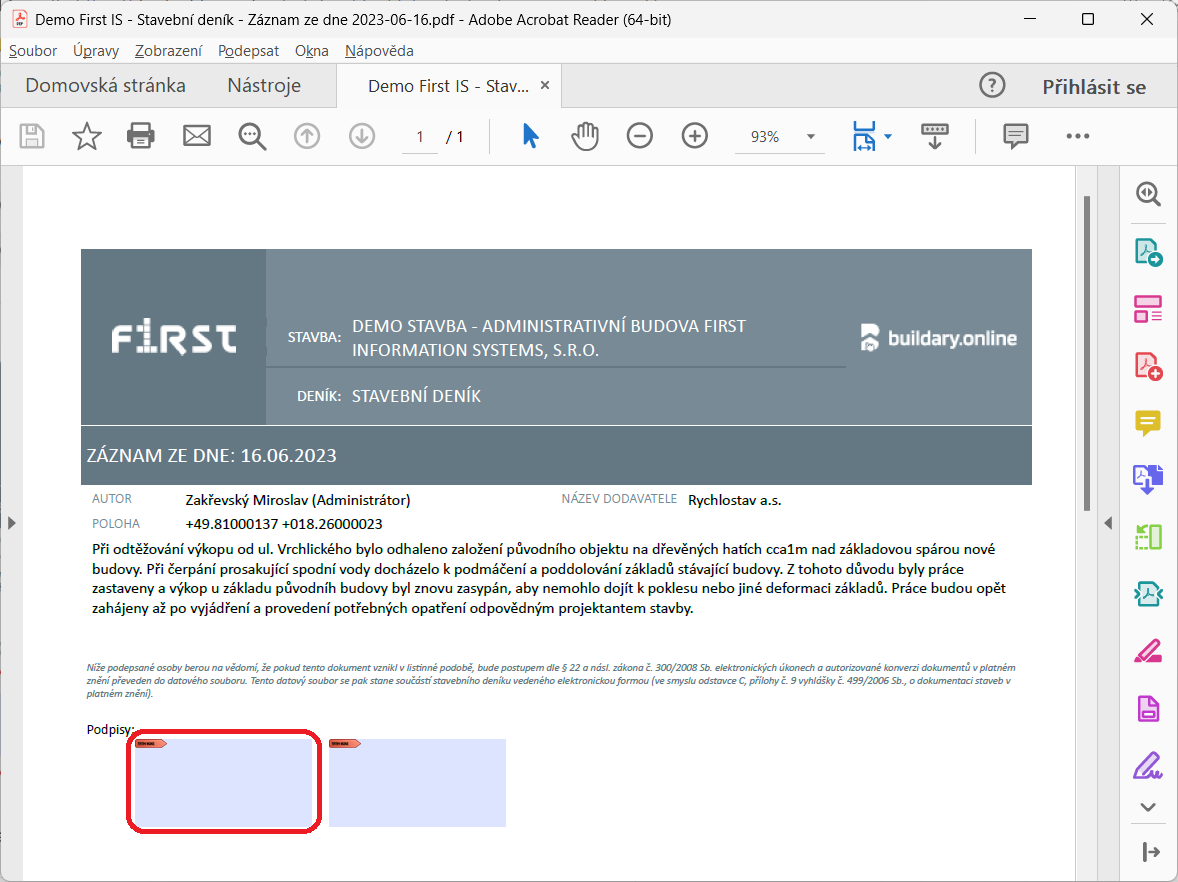 Demo First IS - Stavební deník - Záznam ze dne 2023-06-16.pdf - Adobe Acrobat Reader (64-bit)
Soubor Úpravy Zobrazení Podepsat Okna Nápověda
Domovská stránka Nástroje Demo First IS - Stav... × ? Přihlásit se
1 / 1 93%
FIRST
STAVBA: DEMO STAVBA - ADMINISTRATIVNÍ BUDOVA FIRST
INFORMATION SYSTEMS, S.R.O.
buildary.online
DENÍK: STAVEBNÍ DENÍK
ZÁZNAM ZE DNE: 16.06.2023
AUTOR Zakřevský Miroslav (Administrátor) NÁZEV DODAVATELE Rychlostav a.s.
POLOHA +49.81000137 +018.26000023
Při odtěžování výkopu od ul. Vrchlického bylo odhaleno založení původního objektu na dřevěných hatích cca1m nad základovou spárou nové
budovy. Při čerpání prosakující spodní vody docházelo k podmáčení a poddolování základů stávající budovy. Z tohoto důvodu byly práce
zastaveny a výkop u základu původních budovy byl znovu zasypán, aby nemohlo dojít k poklesu nebo jiné deformaci základů. Práce budou opět
zahájeny až po vyjádření a provedení potřebných opatření odpovědným projektantem stavby.
Níže podepsané osoby berou na vědomí, že pokud tento dokument vznikl v listinné podobě, bude postupem dle § 22 a násl. zákona č. 300/2008 Sb. elektronických úkonech a autorizované konverzi dokumentů v platném
znění převeden do datového souboru. Tento datový soubor se pak stane součástí stavebního deníku vedeného elektronickou formou (ve smyslu odstavce C, přílohy č. 9 vyhlášky č. 499/2006 Sb., o dokumentaci staveb v
platném znění).
Podpisy: